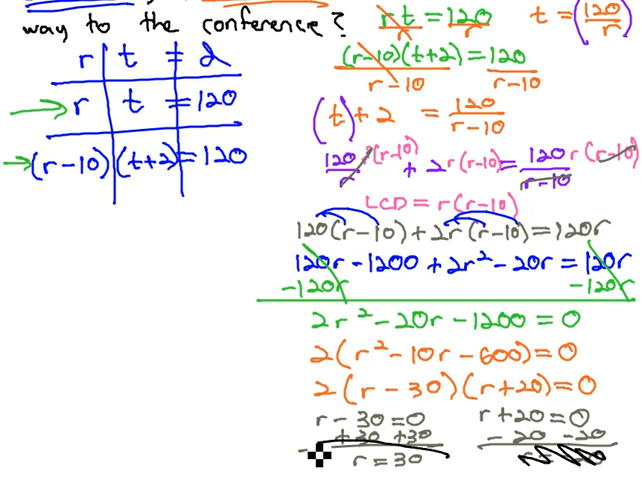 way to the conference?
r t = d
r t = 120
(r-10) (t+2) = 120
rt = 120
r r
t = (120/r)
(r-10)(t+2) = 120
r-10 r-10
(t) + 2 = 120/(r-10)
120/r r(r-10) + 2r(r-10) = 120/(r-10) r(r-10)
LCD = r(r-10)
120(r-10) + 2r(r-10) = 120r
120r - 1200 + 2r² - 20r = 120r
-120r -120r
2r² - 20r - 1200 = 0
2(r² - 10r - 600) = 0
2(r - 30)(r + 20) = 0
r - 30 = 0 r + 20 = 0
+30 +30 -20 -20
r = 30